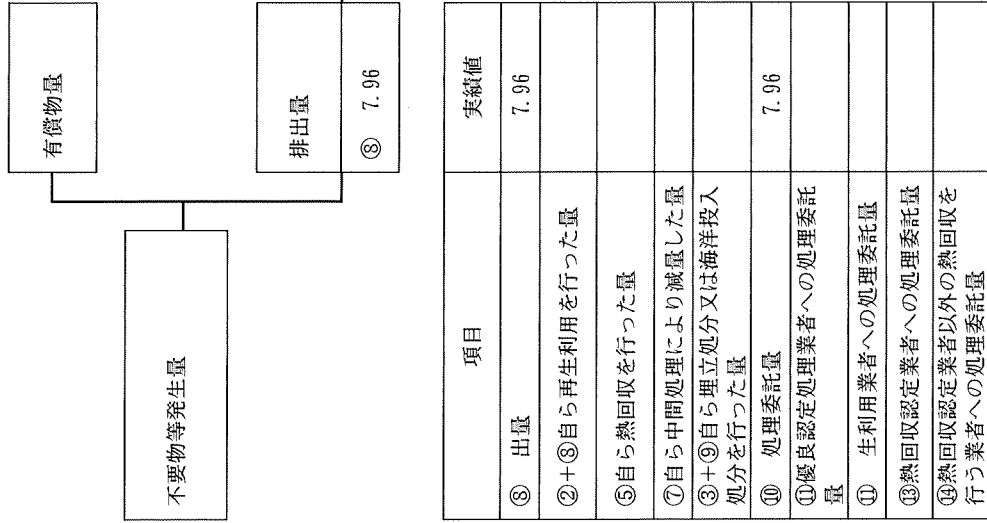 不要物等発生量
有償物量
排出量
⑧ 7.96
項目 実績値
⑧ 出量 7.96
②+⑧自ら再生利用を行った量
⑤自ら熱回収を行った量
⑦自ら中間処理により減量した量
③+⑨自ら埋立処分又は海洋投入
処分を行った量
⑩ 処理委託量 7.96
⑪優良認定処理業者への処理委託
量
⑪ 生利用業者への処理委託量
⑬熱回収認定業者への処理委託量
⑭熱回収認定業者以外の熱回収を
行う業者への処理委託量